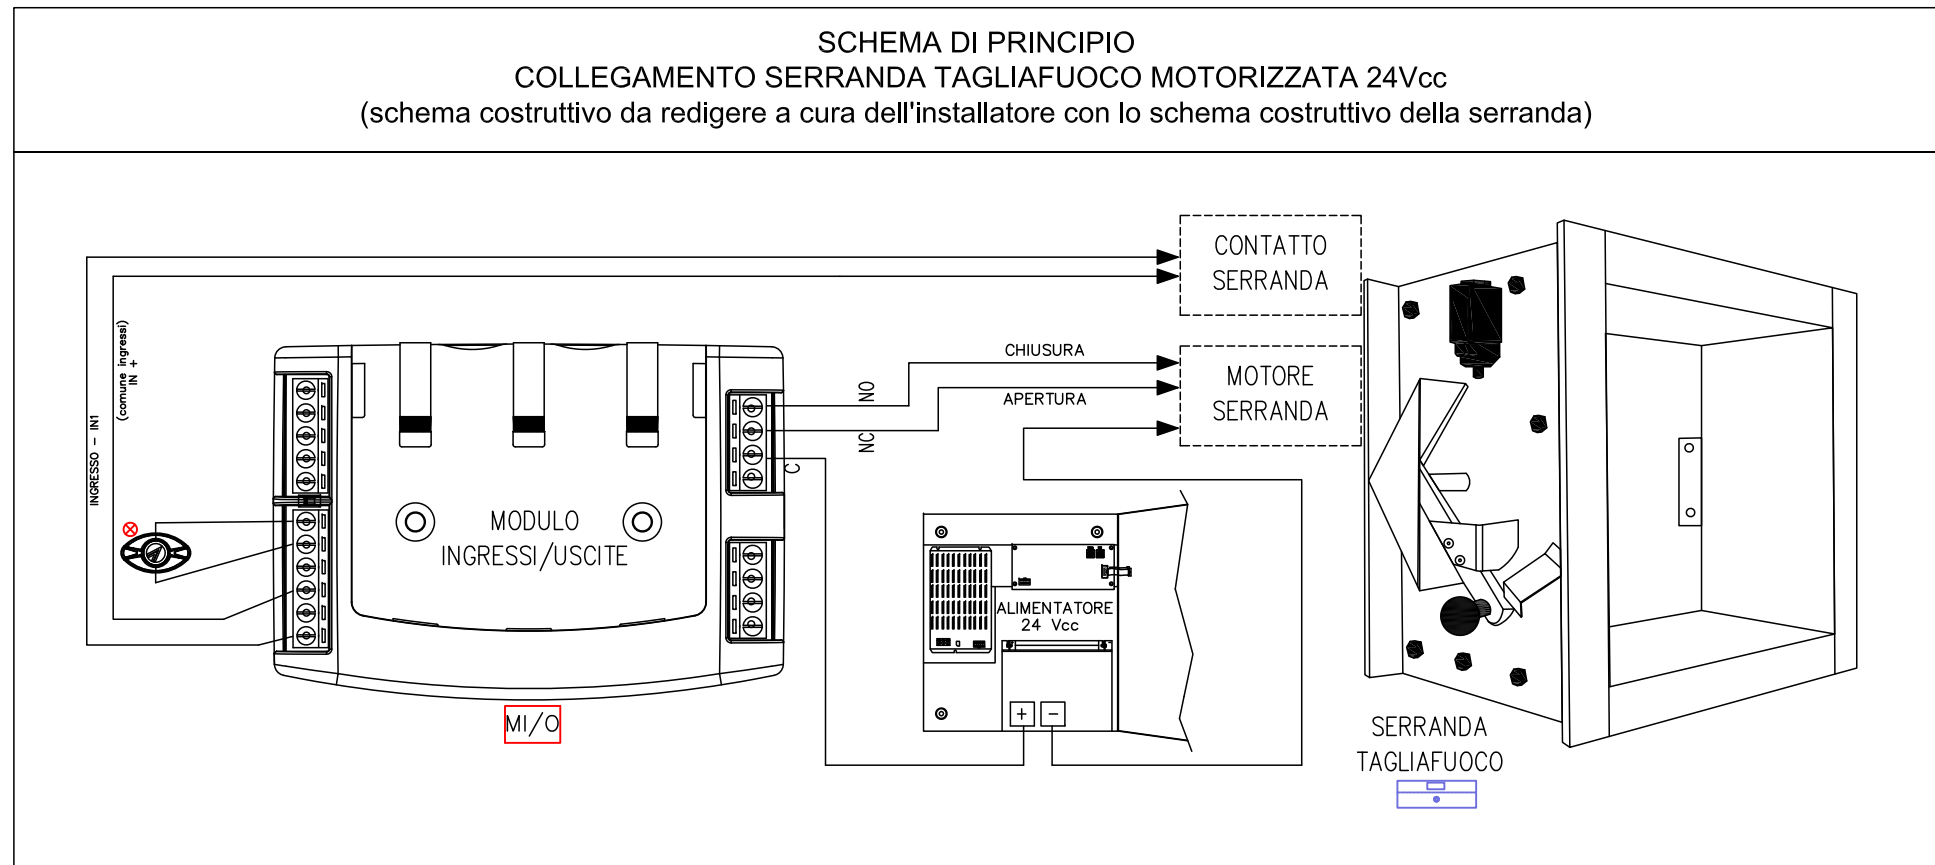 SCHEMA DI PRINCIPIO
COLLEGAMENTO SERRANDA TAGLIAFUOCO MOTORIZZATA 24Vcc
(schema costruttivo da redigere a cura dell'installatore con lo schema costruttivo della serranda)
CONTATTO
SERRANDA
INGRESSO - IN1
(comune ingressi)
IN +
CHIUSURA
NO
MOTORE
SERRANDA
APERTURA
NC
C
MODULO
INGRESSI/USCITE
ALIMENTATORE
24 Vcc
+
-
MI/O
SERRANDA
TAGLIAFUOCO